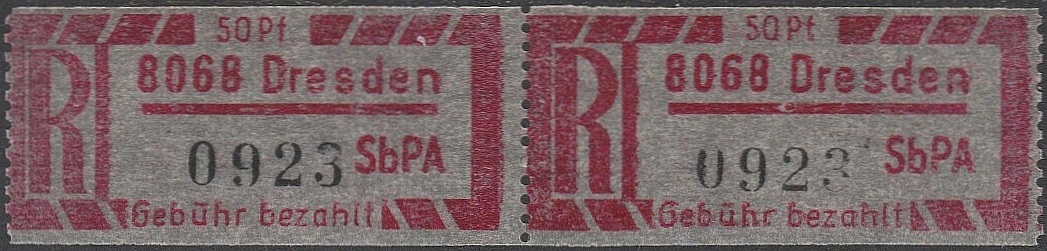 50 Pf
R
8068 Dresden
0923 SbPA
Gebühr bezahlt
50 Pf
R
8068 Dresden
0923 SbPA
Gebühr bezahlt